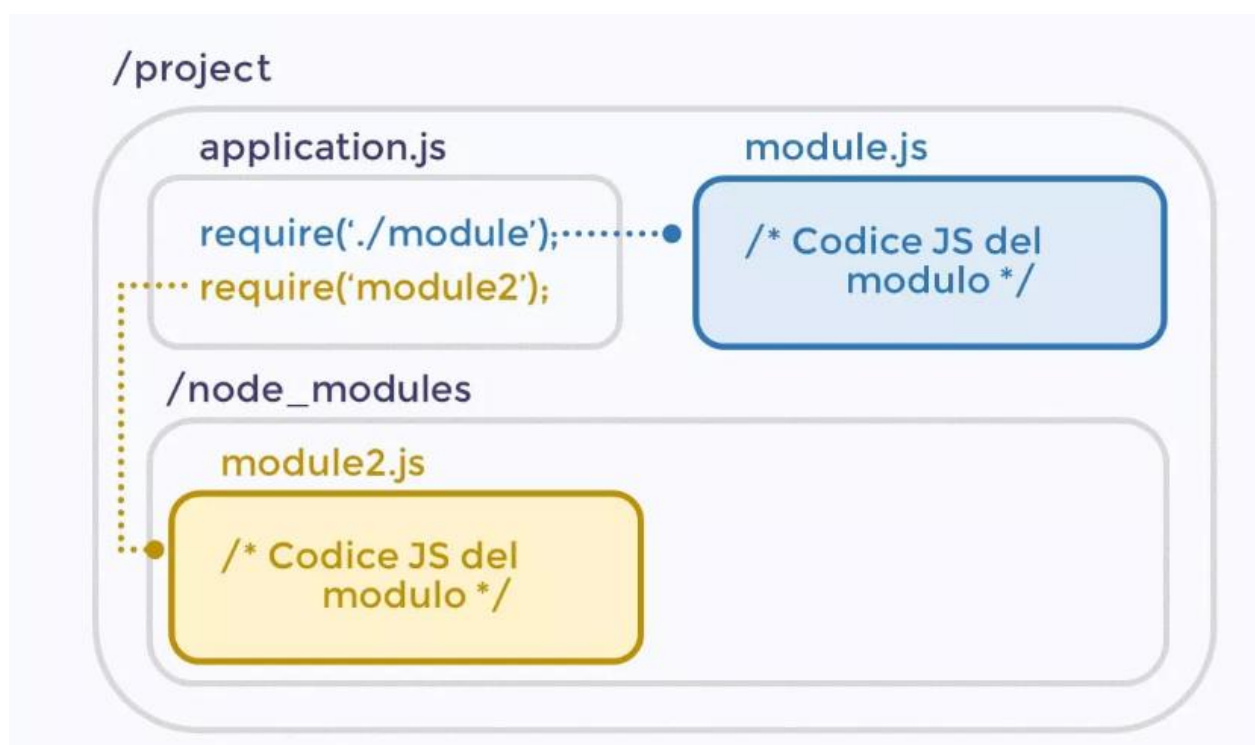 /project
application.js
module.js
require(‘./module’);
/* Codice JS del
modulo */
require(‘module2’);
/node_modules
module2.js
/* Codice JS del
modulo */